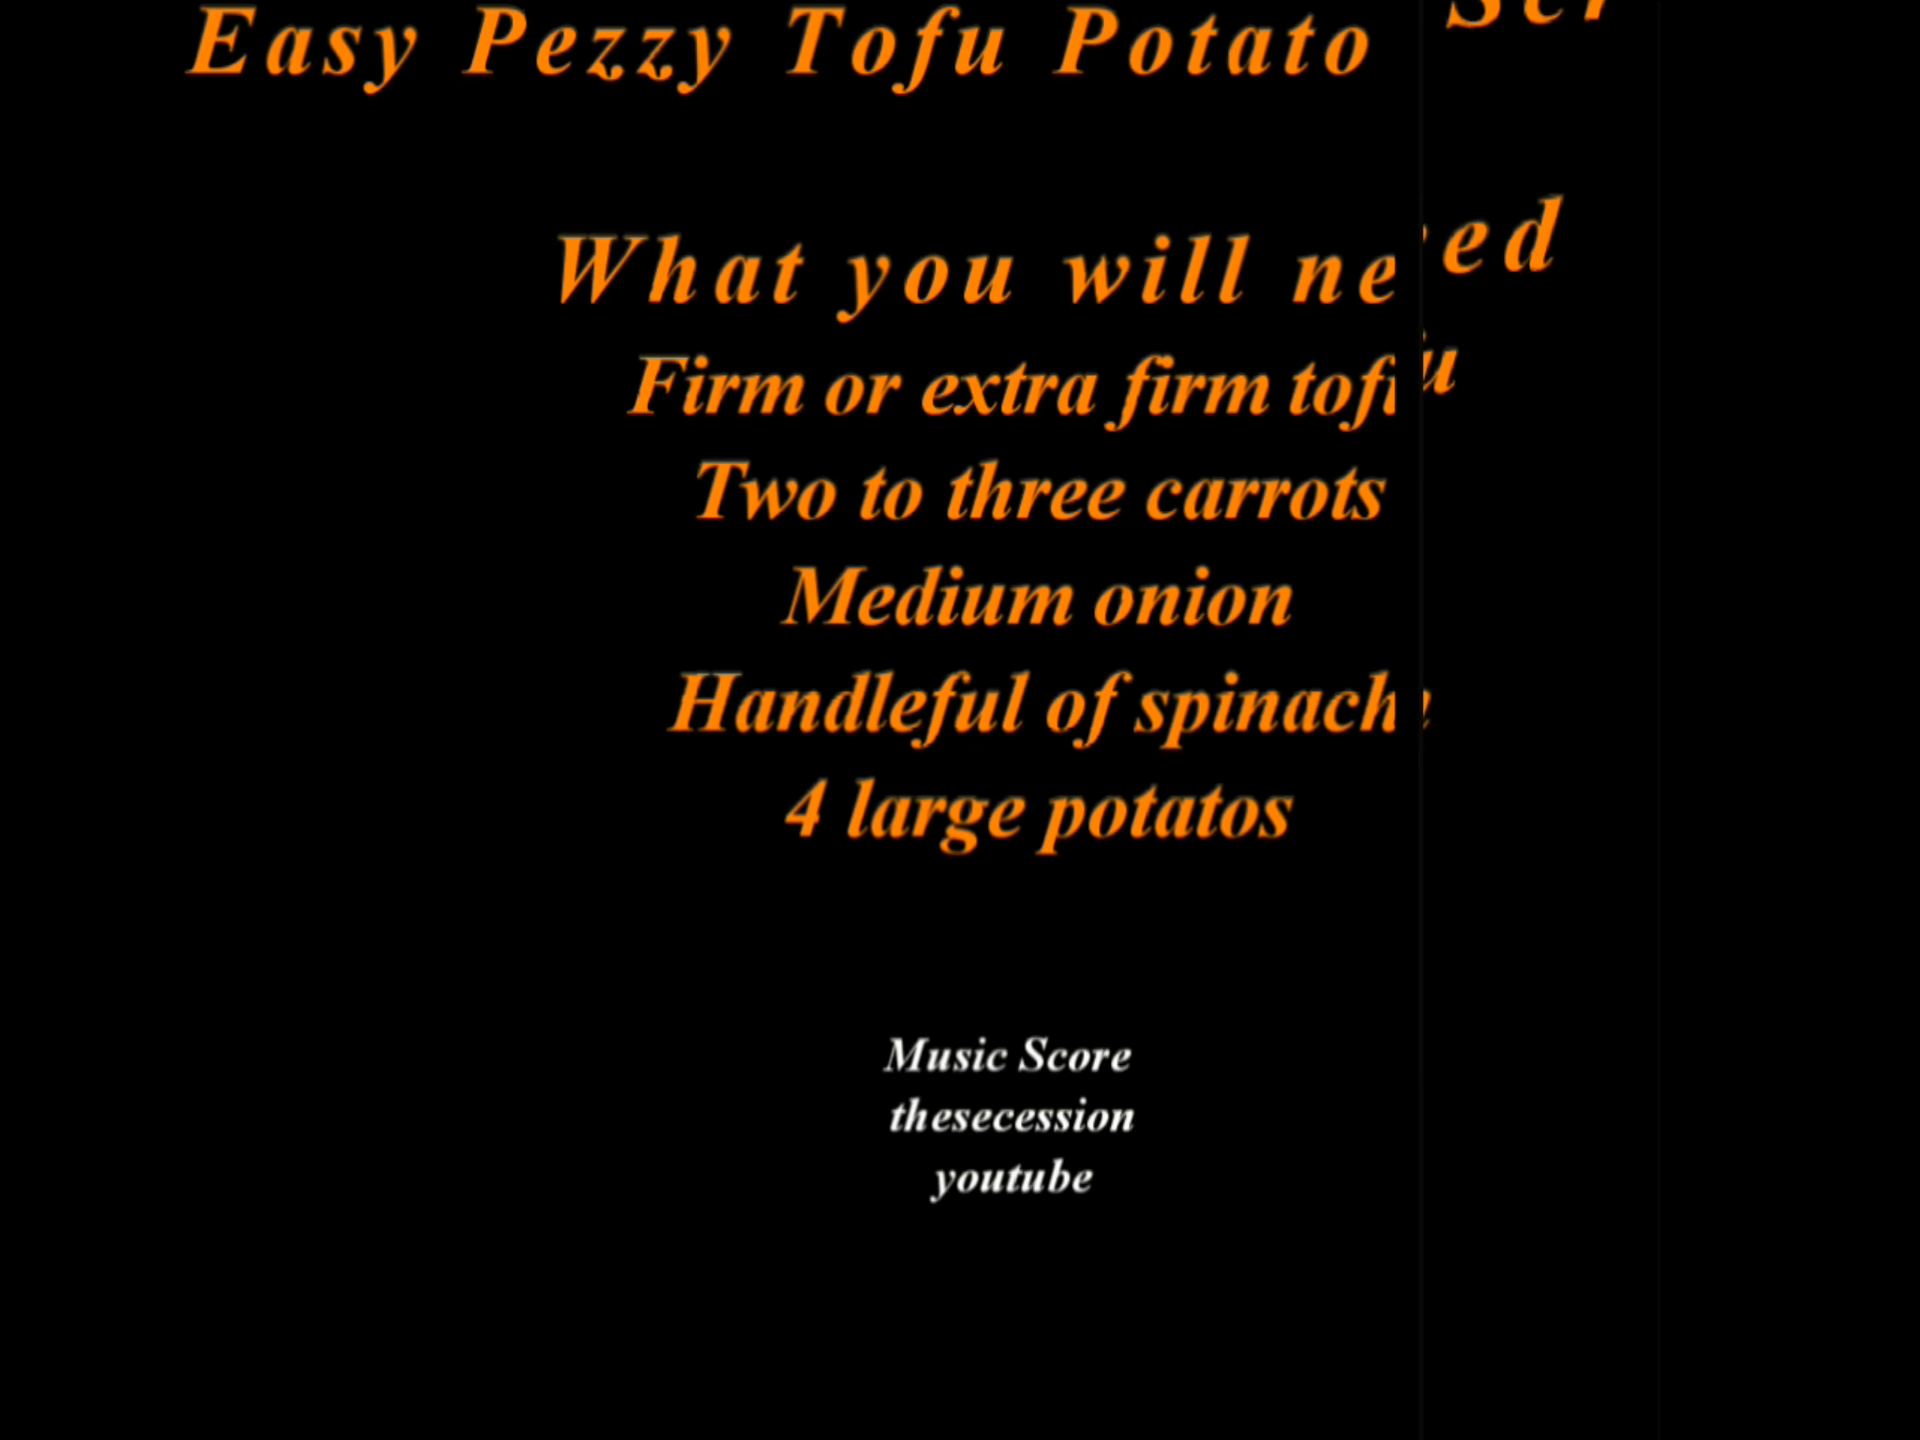 Easy Pezzy Tofu Potato
What you will need
Firm or extra firm tofu
Two to three carrots
Medium onion
Handleful of spinach
4 large potatos
Music Score
thesecession
youtube